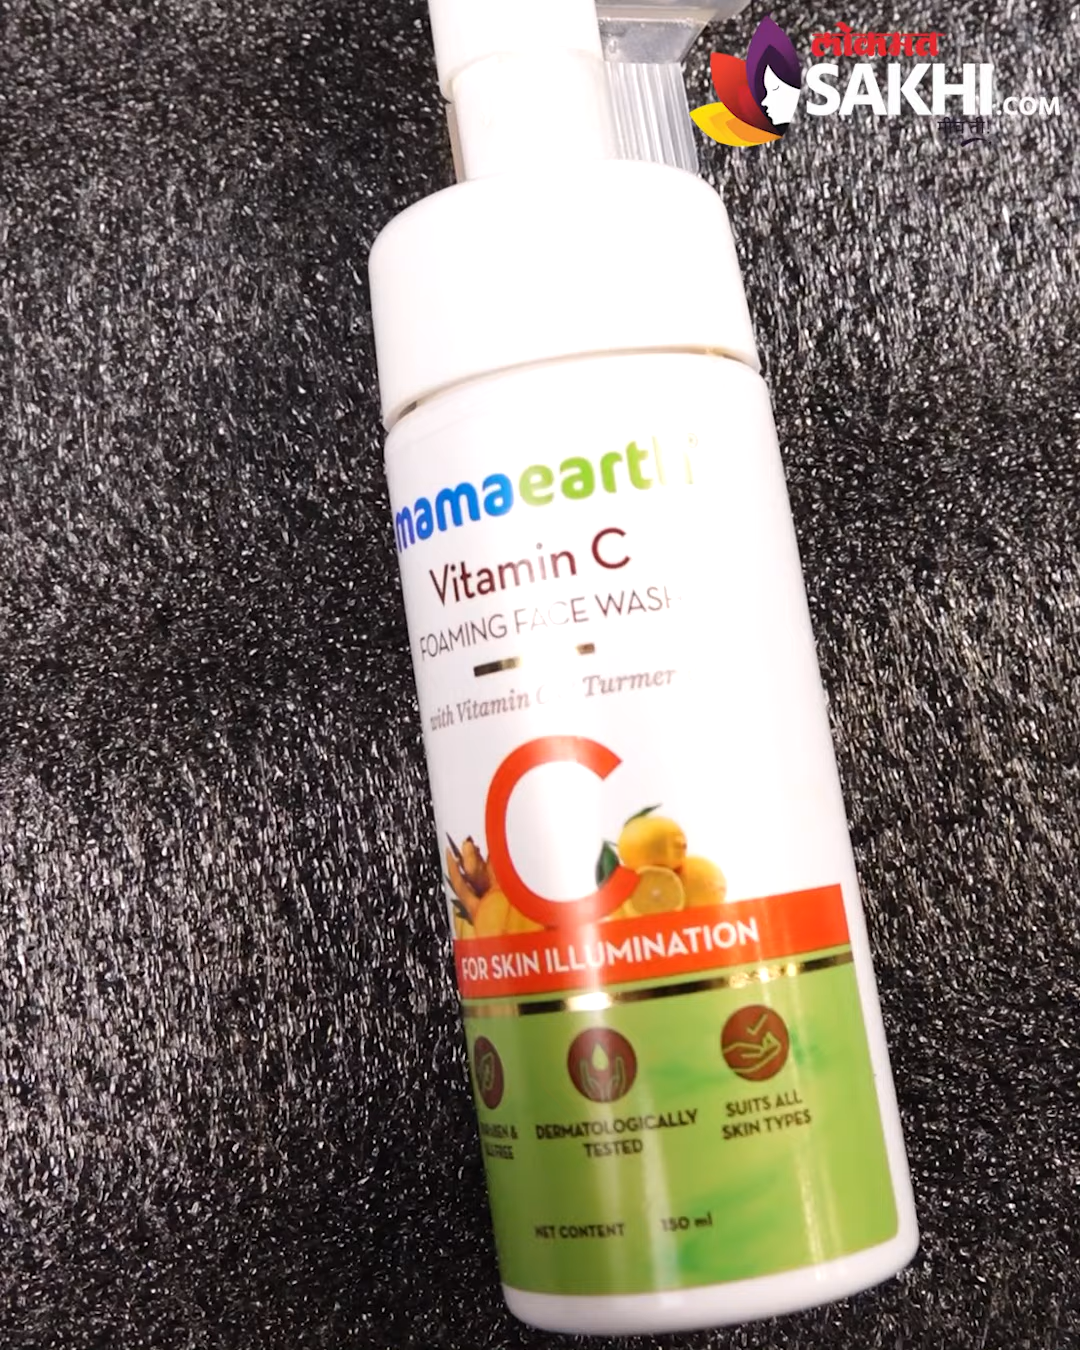 लोकमत
SAKHI.COM
mamaearth
Vitamin C
FOAMING FACE WASH
with Vitamin C Turmer
C
FOR SKIN ILLUMINATION
DERMATOLOGICALLY
TESTED
SUITS ALL
SKIN TYPES
NET CONTENT 150 ml